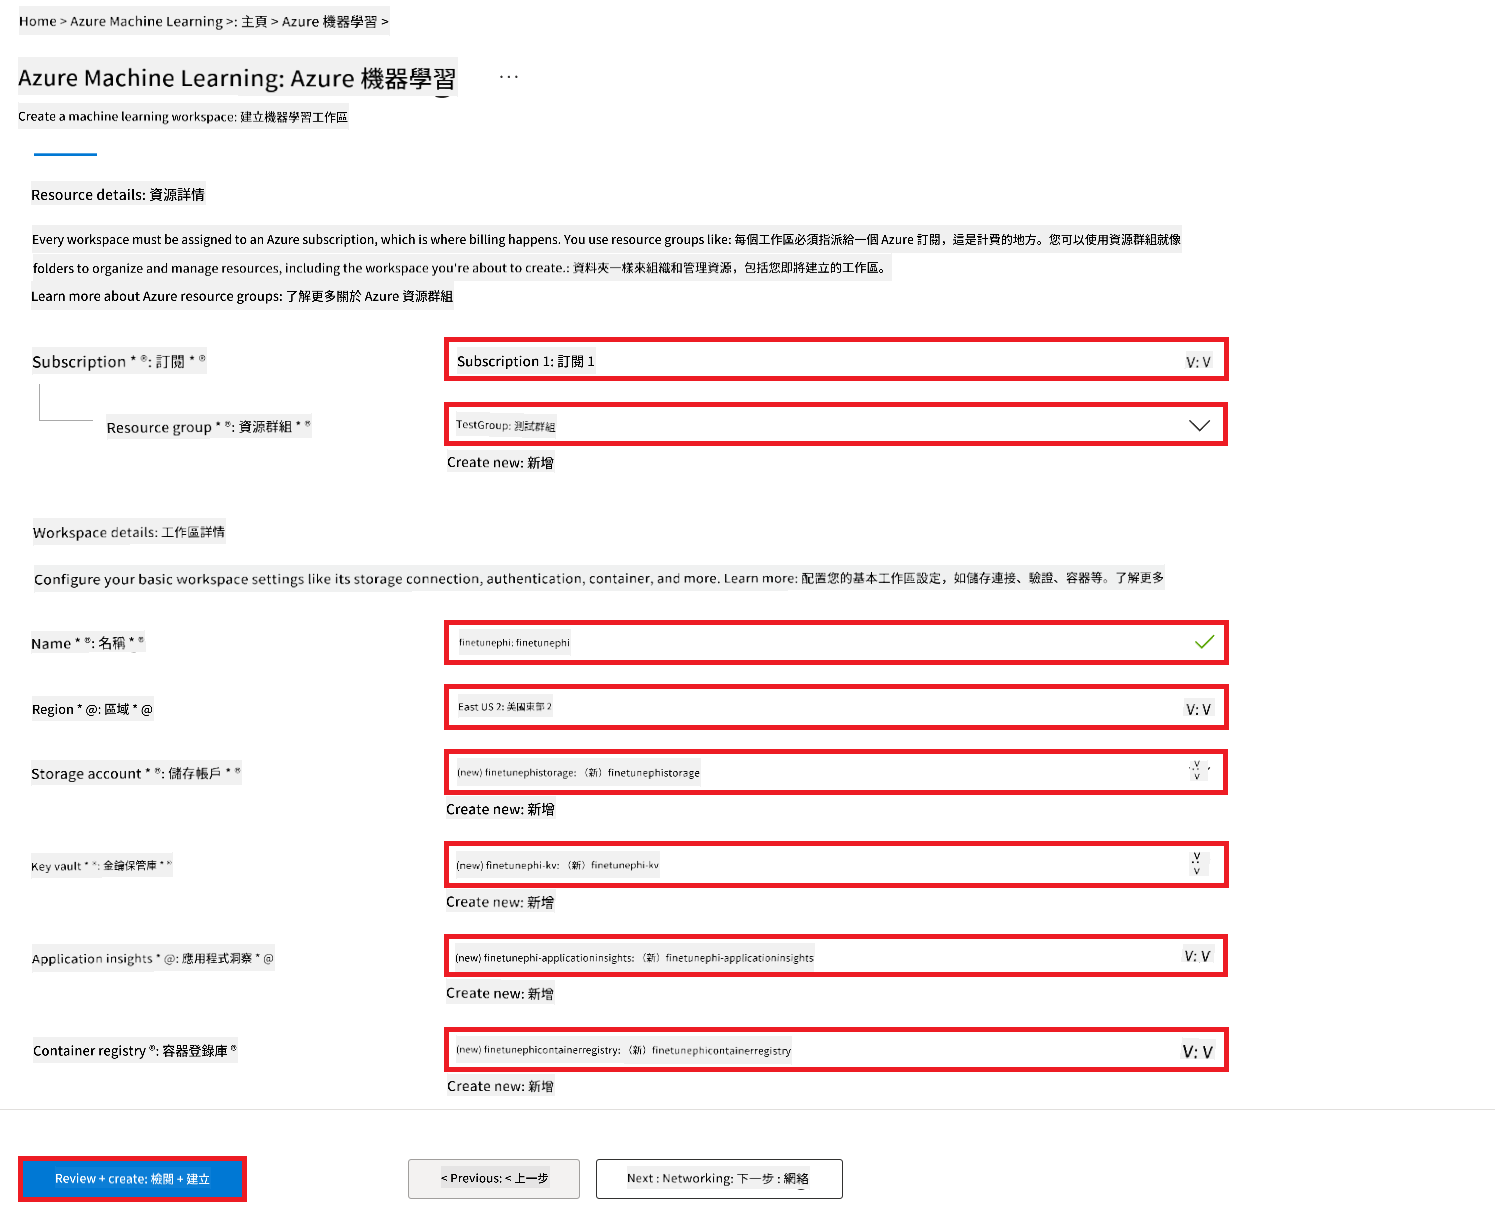 Home > Azure Machine Learning >: 主頁 > Azure 機器學習 >
Azure Machine Learning: Azure 機器學習 ...
Create a machine learning workspace: 建立機器學習工作區
Resource details: 資源詳情
Every workspace must be assigned to an Azure subscription, which is where billing happens. You use resource groups like: 每個工作區必須指派給一個 Azure 訂閱，這是計費的地方。您可以使用資源群組就像
folders to organize and manage resources, including the workspace you're about to create.: 資料夾一樣來組織和管理資源，包括您即將建立的工作區。
Learn more about Azure resource groups: 了解更多關於 Azure 資源群組
Subscription * ®: 訂閱 * ®
Subscription 1: 訂閱 1
V: V
Resource group * ®: 資源群組 * ®
TestGroup: 測試群組
Create new: 新增
Workspace details: 工作區詳情
Configure your basic workspace settings like its storage connection, authentication, container, and more. Learn more: 配置您的基本工作區設定，如儲存連接、驗證、容器等。了解更多
Name * ®: 名稱 * ®
finetunephi: finetunephi
Region * @: 區域 * @
East US 2: 美國東部 2
V: V
Storage account * ®: 儲存帳戶 * ®
(new) finetunephistorage: （新）finetunephistorage
V: V
Create new: 新增
Key vault * ®: 金鑰保管庫 * ®
(new) finetunephi-kv: （新）finetunephi-kv
V: V
Create new: 新增
Application insights * @: 應用程式洞察 * @
(new) finetunephi-applicationinsights: （新）finetunephi-applicationinsights
V: V
Create new: 新增
Container registry ®: 容器登錄庫 ®
(new) finetunephicontainerregistry: （新）finetunephicontainerregistry
V: V
Create new: 新增
Review + create: 檢閱 + 建立
< Previous: < 上一步
Next : Networking: 下一步 : 網絡